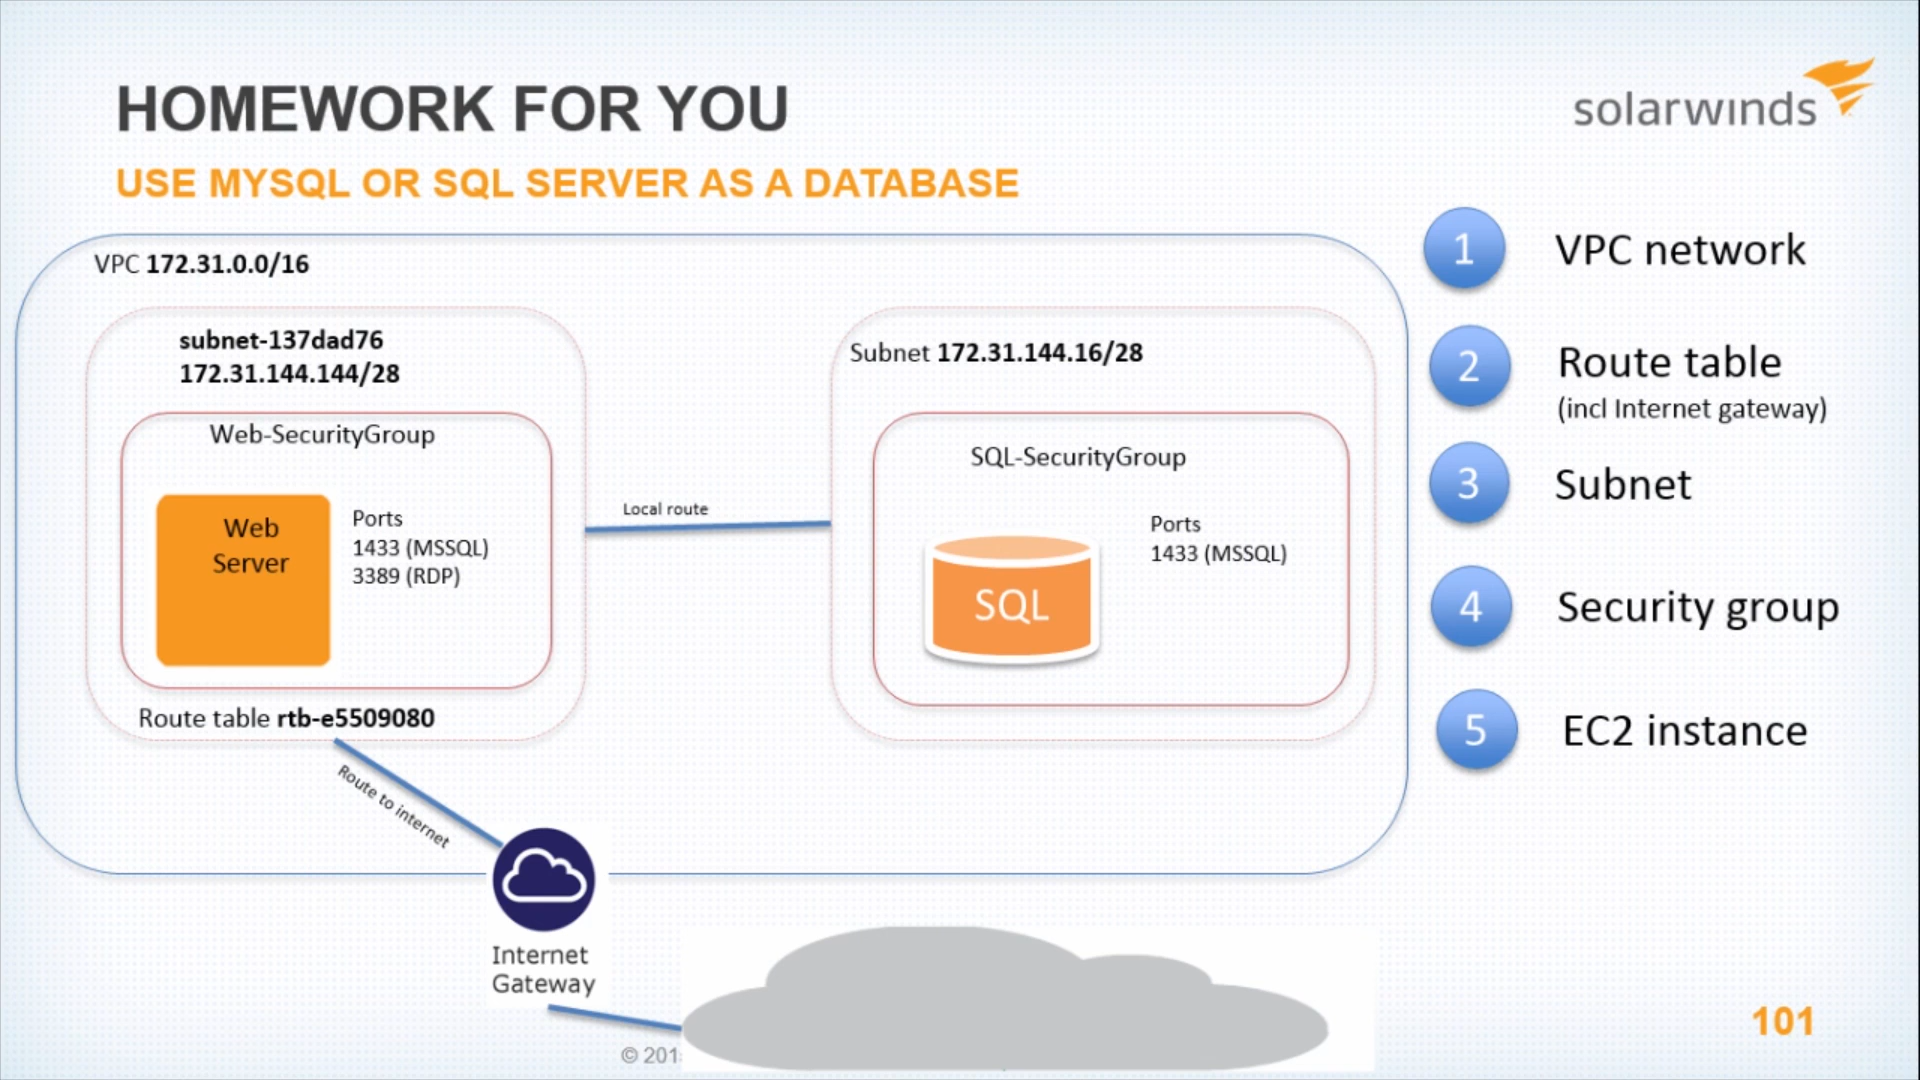 HOMEWORK FOR YOU
solarwinds
USE MYSQL OR SQL SERVER AS A DATABASE
VPC 172.31.0.0/16
subnet-137dad76
172.31.144.144/28
Web-SecurityGroup
Web
Server
Ports
1433 (MSSQL)
3389 (RDP)
Route table rtb-e5509080
Local route
Subnet 172.31.144.16/28
SQL-SecurityGroup
SQL
Ports
1433 (MSSQL)
Route to internet
Internet
Gateway
1 VPC network
2 Route table
(incl Internet gateway)
3 Subnet
4 Security group
5 EC2 instance
© 201
101